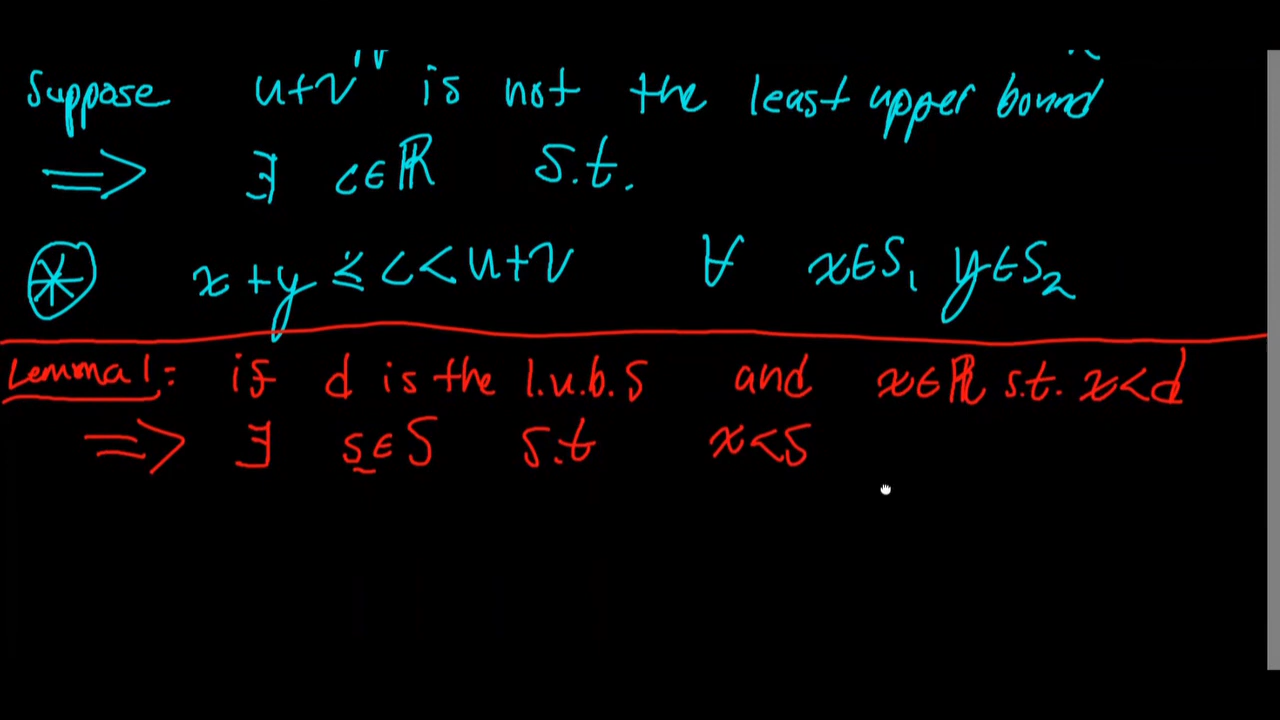 Suppose u+v is not the least upper bound
⟹ ∃ c∈ℝ s.t.
⊛ x+y ≤ c < u+v ∀ x∈S₁ y∈S₂
Lemma 1: if d is the l.u.b. S and x∈ℝ s.t. x<d
⟹ ∃ s∈S s.t x<s